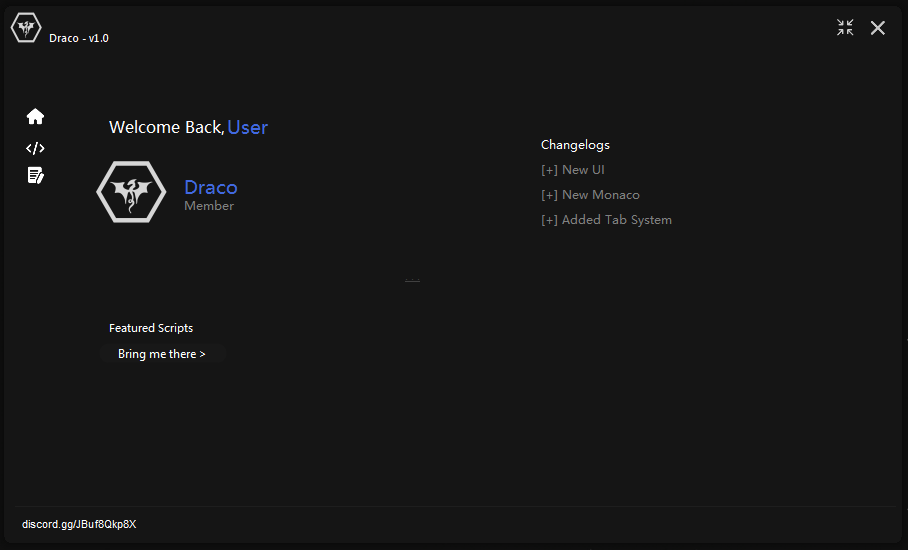 Draco - v1.0
Welcome Back, User
Draco
Member
Changelogs
[+] New UI
[+] New Monaco
[+] Added Tab System
Featured Scripts
Bring me there >
discord.gg/JBuf8Qkp8X